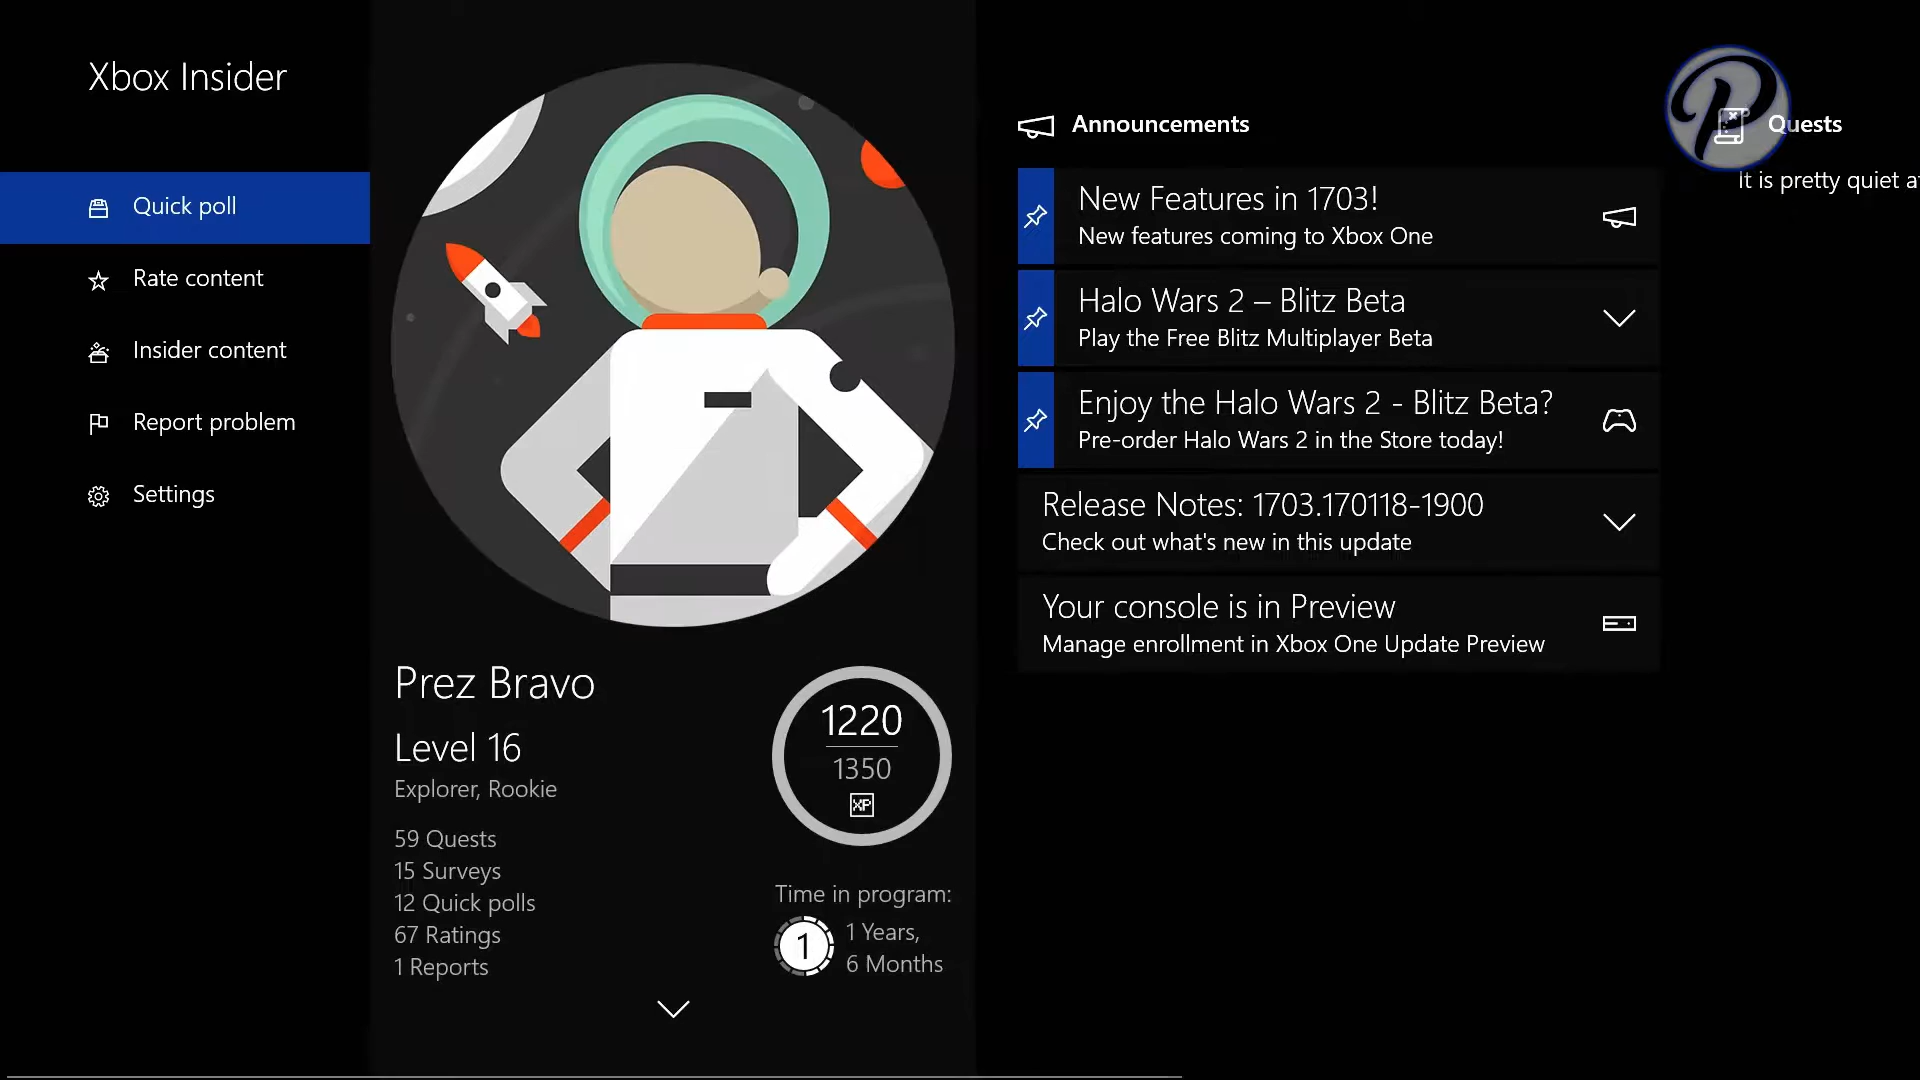 Xbox Insider
Quick poll
Rate content
Insider content
Report problem
Settings
Prez Bravo
Level 16
Explorer, Rookie
59 Quests
15 Surveys
12 Quick polls
67 Ratings
1 Reports
1220
1350
XP
Time in program:
1
1 Years,
6 Months
Announcements
New Features in 1703!
New features coming to Xbox One
Halo Wars 2 – Blitz Beta
Play the Free Blitz Multiplayer Beta
Enjoy the Halo Wars 2 - Blitz Beta?
Pre-order Halo Wars 2 in the Store today!
Release Notes: 1703.170118-1900
Check out what's new in this update
Your console is in Preview
Manage enrollment in Xbox One Update Preview
P
Quests
It is pretty quiet